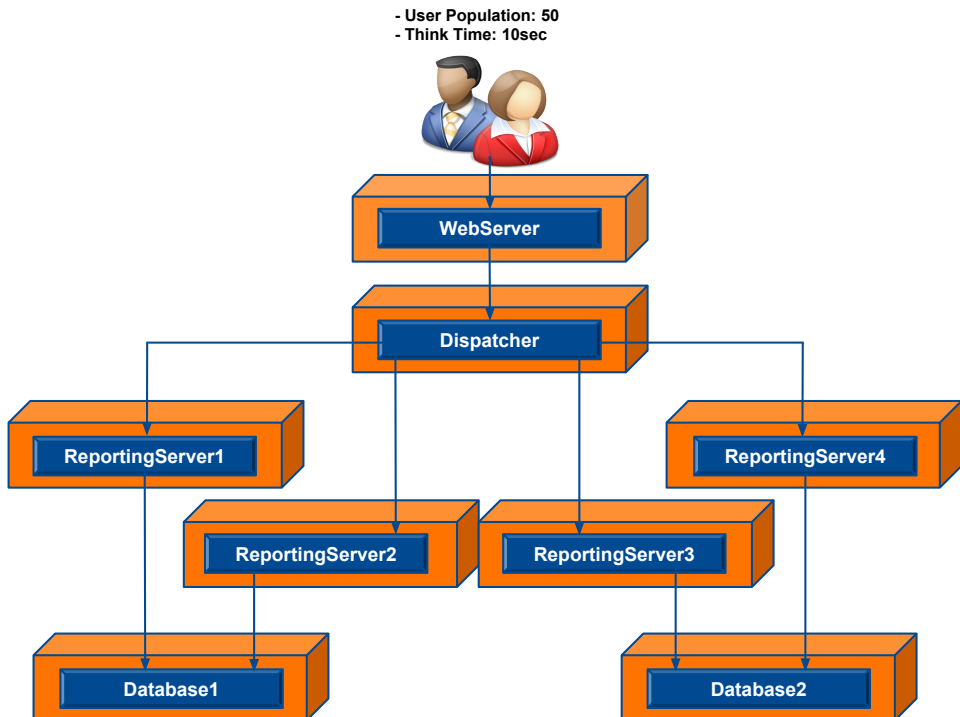 - User Population: 50
- Think Time: 10sec
WebServer
Dispatcher
ReportingServer1
ReportingServer4
ReportingServer2
ReportingServer3
Database1
Database2